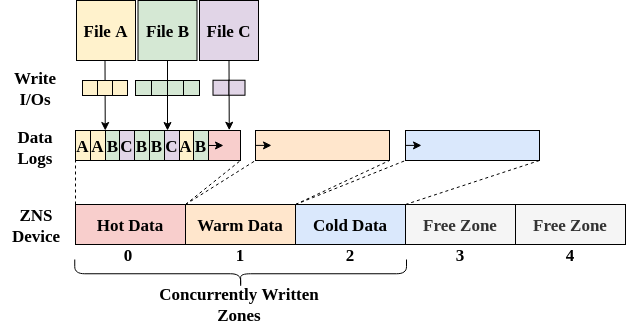 File A File B File C
Write
I/Os
Data
Logs
A A B C B B C A B
ZNS
Device
Hot Data Warm Data Cold Data Free Zone Free Zone
0 1 2 3 4
Concurrently Written
Zones